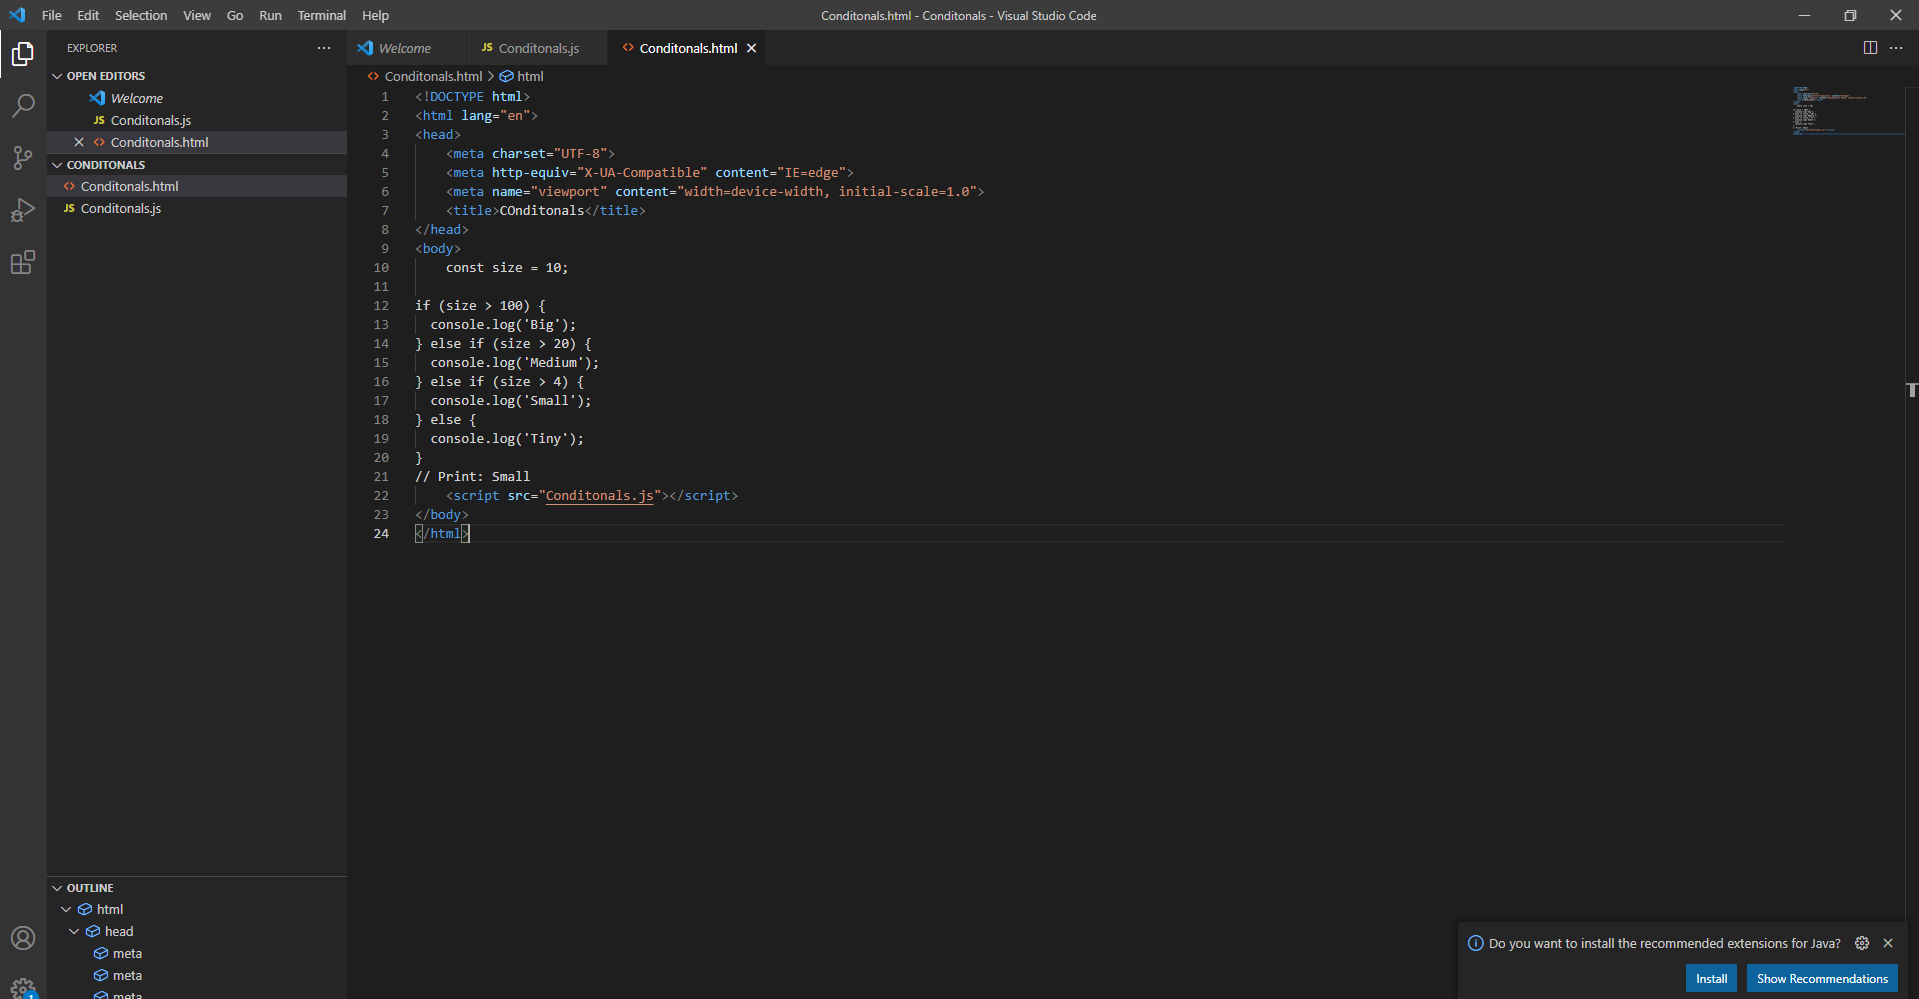 File Edit Selection View Go Run Terminal Help
Conditonals.html - Conditonals - Visual Studio Code
EXPLORER
OPEN EDITORS
Welcome
JS Conditonals.js
Conditonals.html
CONDITONALS
Conditonals.html
JS Conditonals.js
Welcome JS Conditonals.js <> Conditonals.html
<> Conditonals.html > html
1 <!DOCTYPE html>
2 <html lang="en">
3 <head>
4 <meta charset="UTF-8">
5 <meta http-equiv="X-UA-Compatible" content="IE=edge">
6 <meta name="viewport" content="width=device-width, initial-scale=1.0">
7 <title>COnditonals</title>
8 </head>
9 <body>
10 const size = 10;
11
12 if (size > 100) {
13 console.log('Big');
14 } else if (size > 20) {
15 console.log('Medium');
16 } else if (size > 4) {
17 console.log('Small');
18 } else {
19 console.log('Tiny');
20 }
21 // Print: Small
22 <script src="Conditonals.js"></script>
23 </body>
24 </html>
OUTLINE
html
head
meta
meta
meta
1
Do you want to install the recommended extensions for Java?
Install Show Recommendations